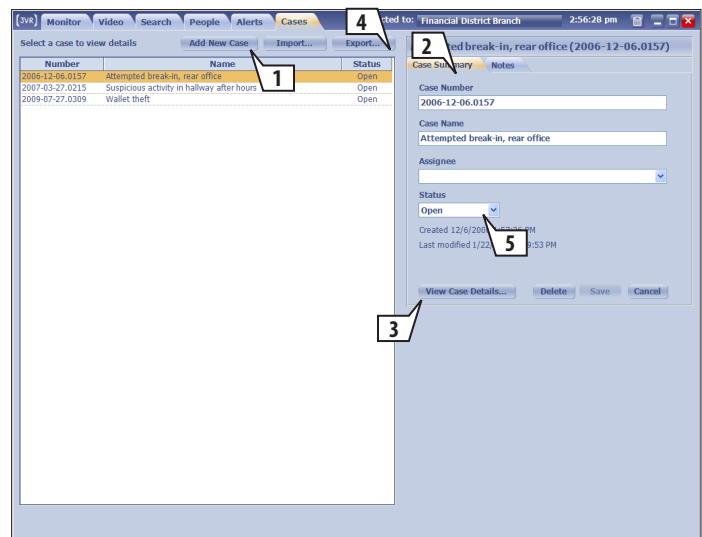 3VR Monitor Video Search People Alerts Cases 4 cted to: Financial District Branch 2:56:28 pm
Select a case to view details Add New Case Import... Export...
ted break-in, rear office (2006-12-06.0157)
2
Number Name Status
Case Summary Notes
2006-12-06.0157 Attempted break-in, rear office Open
2007-03-27.0215 Suspicious activity in hallway after hours Open
2009-07-27.0309 Wallet theft Open
1
Case Number
2006-12-06.0157
Case Name
Attempted break-in, rear office
Assignee
Status
Open
Created 12/6/200 PM
Last modified 1/22/ 9:53 PM
5
View Case Details... Delete Save Cancel
3